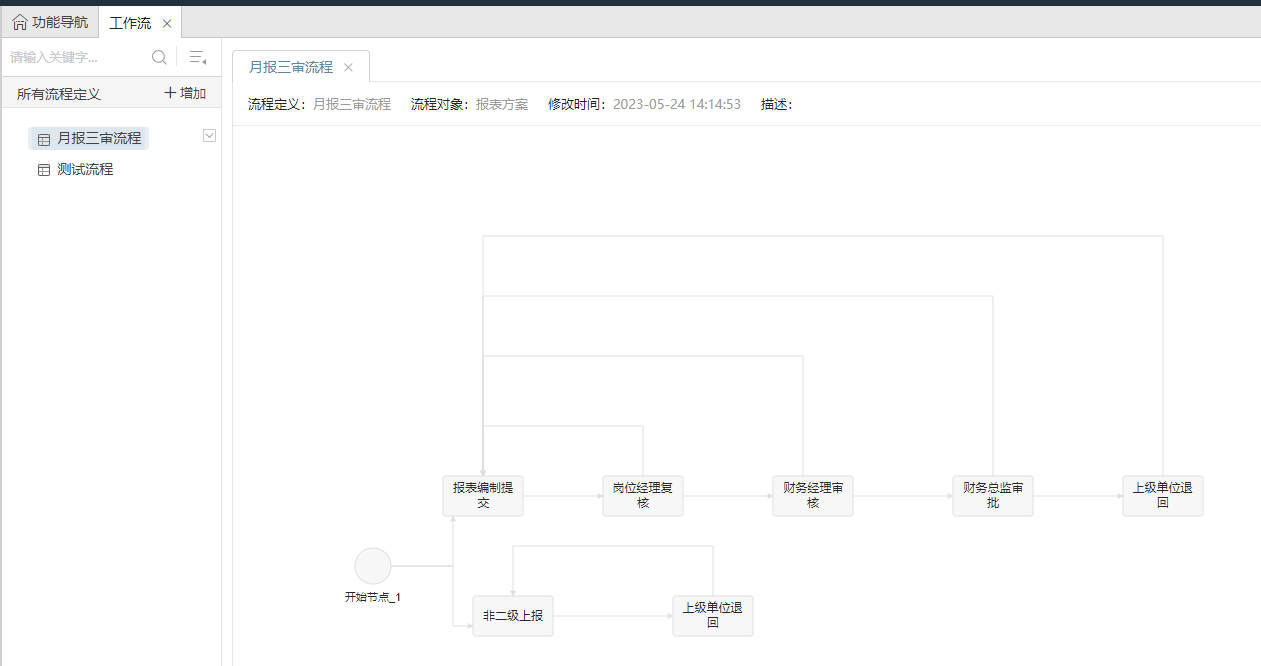 功能导航
工作流
请输入关键字...
所有流程定义
增加
月报三审流程
测试流程
月报三审流程
流程定义: 月报三审流程 流程对象: 报表方案 修改时间: 2023-05-24 14:14:53 描述:
报表编制提
交
岗位经理复
核
财务经理审
核
财务总监审
批
上级单位退
回
开始节点_1
非二级上报
上级单位退
回